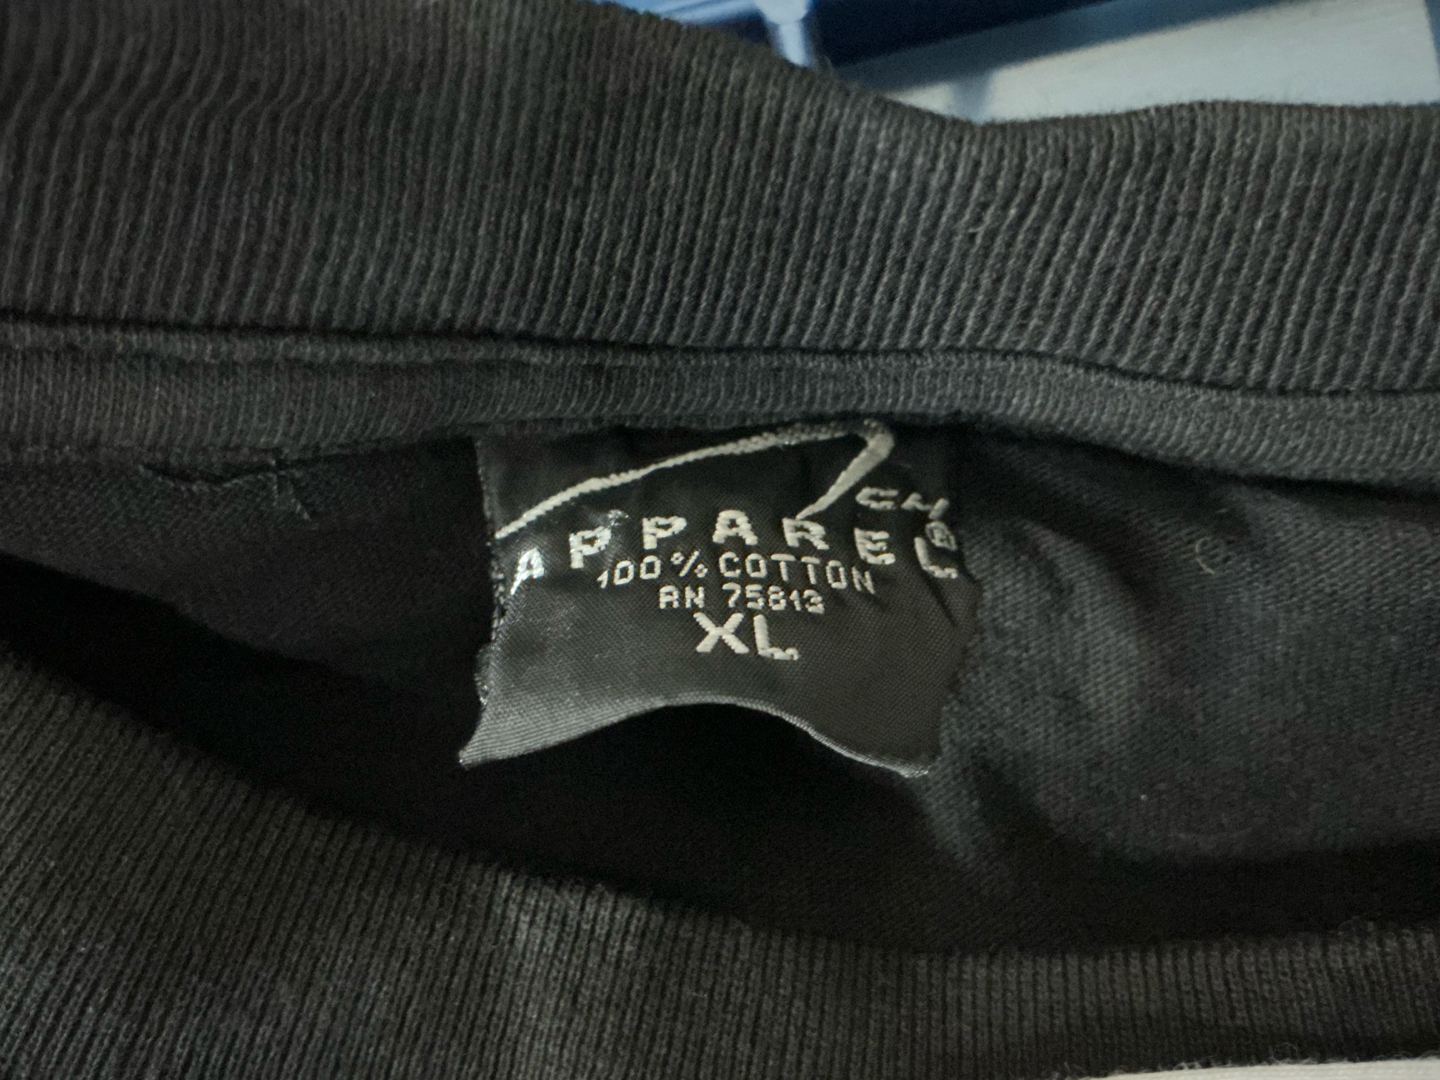 APPAREL®
100% COTTON
RN 75813
XL